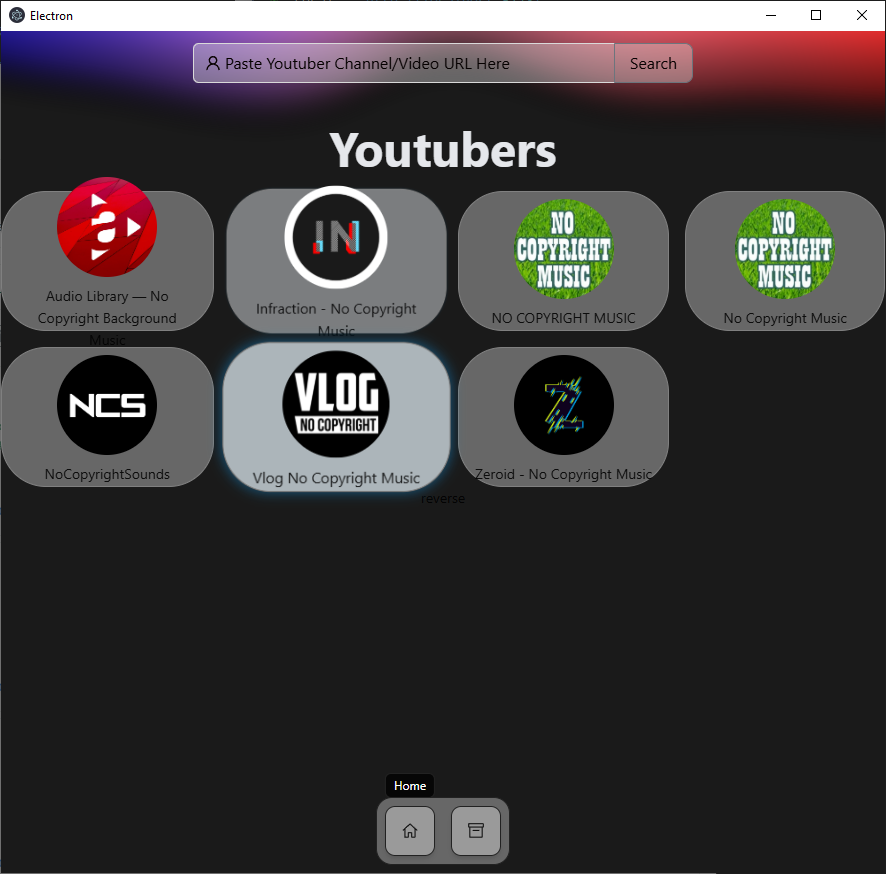 Electron
Paste Youtuber Channel/Video URL Here
Search
Youtubers
a
IN
NO
COPYRIGHT
MUSIC
NO
COPYRIGHT
MUSIC
Audio Library — No
Copyright Background
Music
Infraction - No Copyright
Music
NO COPYRIGHT MUSIC
No Copyright Music
NCS
VLOG
NO COPYRIGHT
Z
NoCopyrightSounds
Vlog No Copyright Music
Zeroid - No Copyright Music
reverse
Home